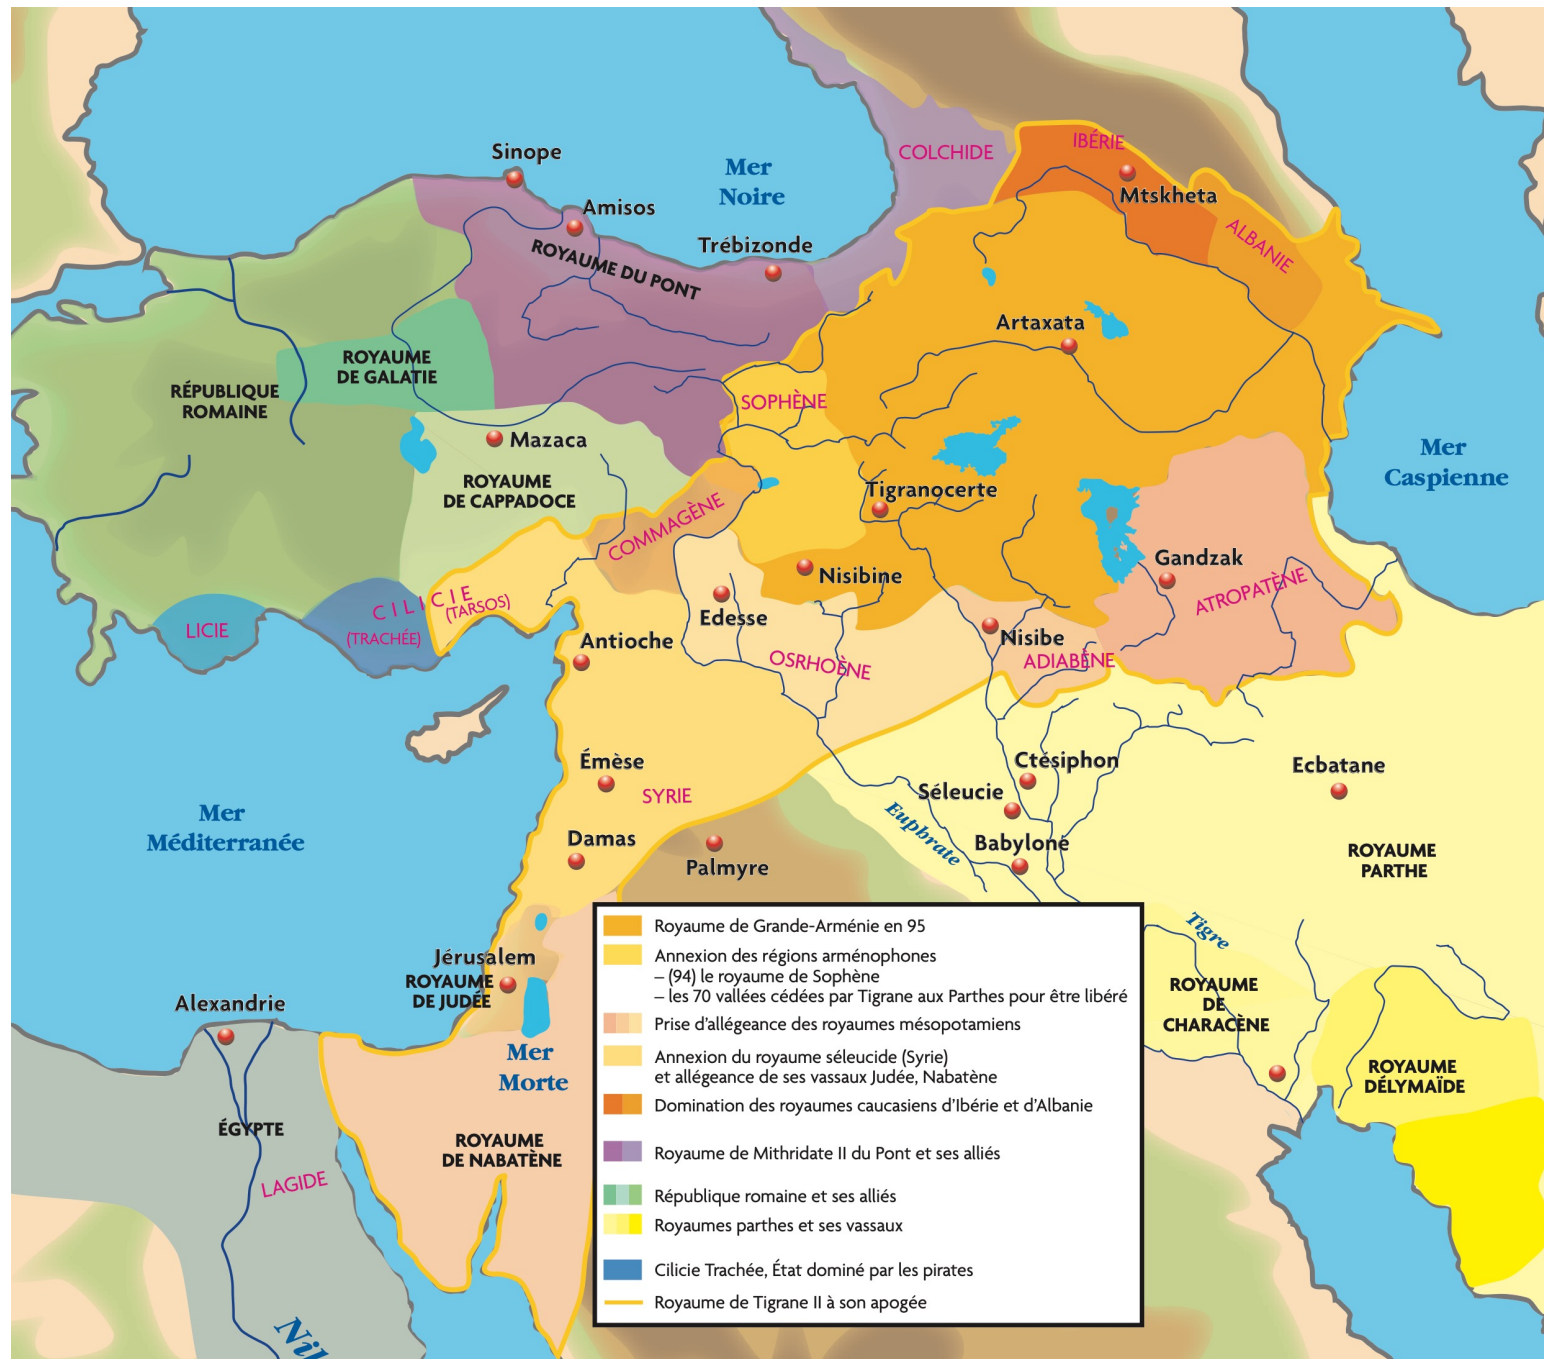 Sinope
Mer
Noire
COLCHIDE
IBÉRIE
Mtskheta
Amisos
ALBANIE
Trébizonde
ROYAUME DU PONT
Artaxata
ROYAUME
DE GALATIE
RÉPUBLIQUE
ROMAINE
SOPHÈNE
Mazaca
Mer
Caspienne
ROYAUME
DE CAPPADOCE
Tigranocerte
COMMAGÈNE
Gandzak
Nisibine
ATROPATÈNE
CILICIE
(TARSOS)
(TRACHÉE)
LICIE
Edesse
Antioche
Nisibe
OSRHOÈNE
ADIABÈNE
Émèse
SYRIE
Ctésiphon
Ecbatane
Séleucie
Mer
Méditerranée
Euphrate
Damas
Babylone
Palmyre
ROYAUME
PARTHE
Tigre
Jérusalem
ROYAUME
DE JUDÉE
Alexandrie
ROYAUME
DE
CHARACÈNE
Mer
Morte
ROYAUME
DÉLYMAÏDE
ÉGYPTE
LAGIDE
ROYAUME
DE NABATÈNE
Nil
Royaume de Grande-Arménie en 95
Annexion des régions arménophones
– (94) le royaume de Sophène
– les 70 vallées cédées par Tigrane aux Parthes pour être libéré
Prise d'allégeance des royaumes mésopotamiens
Annexion du royaume séleucide (Syrie)
et allégeance de ses vassaux Judée, Nabatène
Domination des royaumes caucasiens d'Ibérie et d'Albanie
Royaume de Mithridate II du Pont et ses alliés
République romaine et ses alliés
Royaumes parthes et ses vassaux
Cilicie Trachée, État dominé par les pirates
Royaume de Tigrane II à son apogée